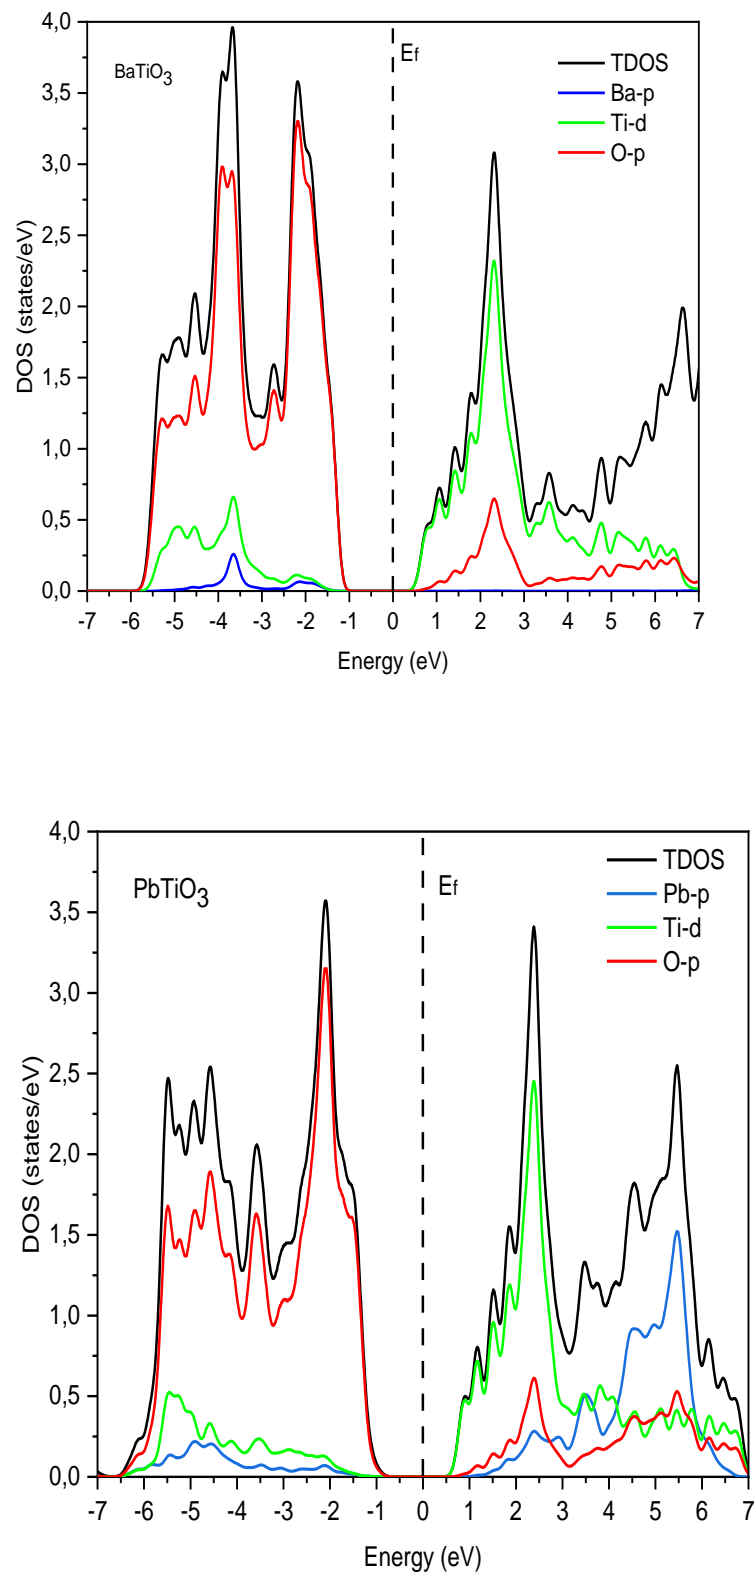 4,0
3,5
3,0
2,5
2,0
1,5
1,0
0,5
0,0
DOS (states/eV)
BaTiO3
Ef
TDOS
Ba-p
Ti-d
O-p
-7 -6 -5 -4 -3 -2 -1 0 1 2 3 4 5 6 7
Energy (eV)
4,0
3,5
3,0
2,5
2,0
1,5
1,0
0,5
0,0
DOS (states/eV)
PbTiO3
Ef
TDOS
Pb-p
Ti-d
O-p
-7 -6 -5 -4 -3 -2 -1 0 1 2 3 4 5 6 7
Energy (eV)